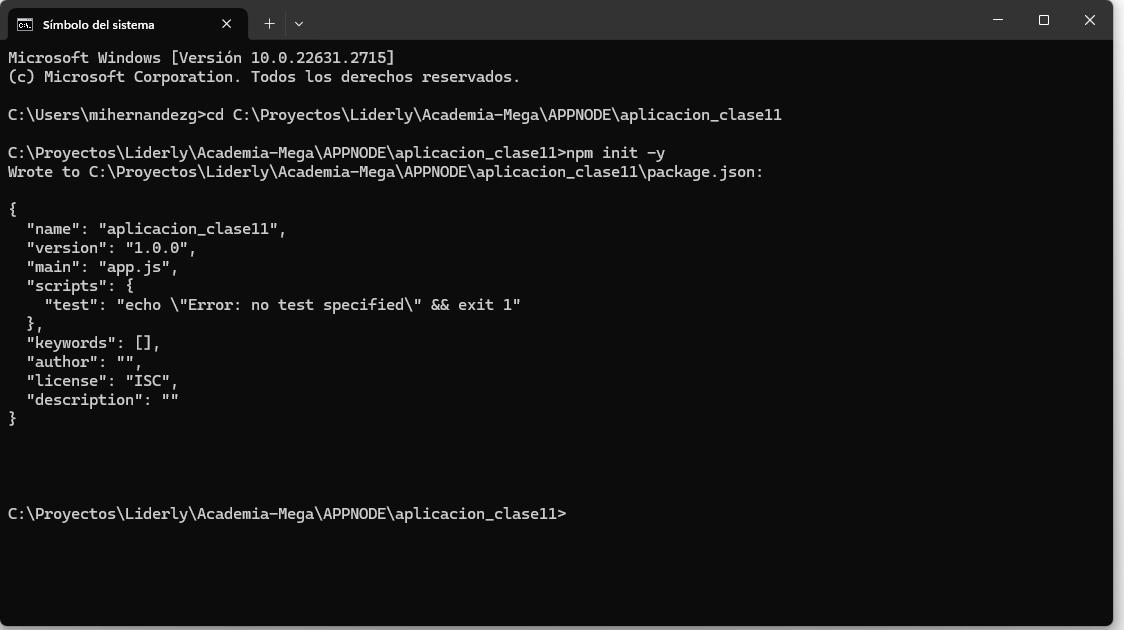 Símbolo del sistema
Microsoft Windows [Versión 10.0.22631.2715]
(c) Microsoft Corporation. Todos los derechos reservados.
C:\Users\mihernandezg>cd C:\Proyectos\Liderly\Academia-Mega\APPNODE\aplicacion_clase11
C:\Proyectos\Liderly\Academia-Mega\APPNODE\aplicacion_clase11>npm init -y
Wrote to C:\Proyectos\Liderly\Academia-Mega\APPNODE\aplicacion_clase11\package.json:
{
  "name": "aplicacion_clase11",
  "version": "1.0.0",
  "main": "app.js",
  "scripts": {
    "test": "echo \"Error: no test specified\" && exit 1"
  },
  "keywords": [],
  "author": "",
  "license": "ISC",
  "description": ""
}
C:\Proyectos\Liderly\Academia-Mega\APPNODE\aplicacion_clase11>